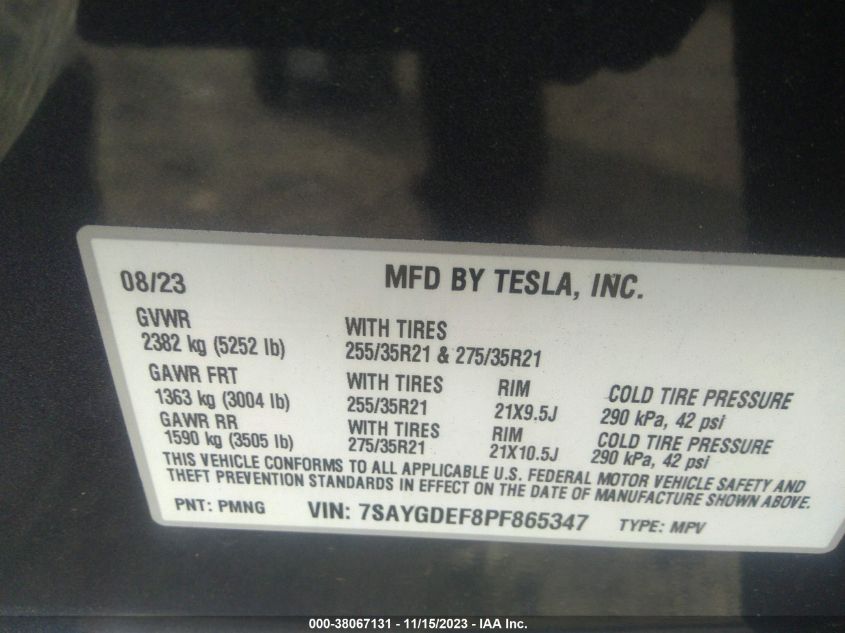 08/23
MFD BY TESLA, INC.
GVWR
2382 kg (5252 lb)
WITH TIRES
255/35R21 & 275/35R21
GAWR FRT
1363 kg (3004 lb)
WITH TIRES
255/35R21
RIM
21X9.5J
COLD TIRE PRESSURE
290 kPa, 42 psi
GAWR RR
1590 kg (3505 lb)
WITH TIRES
275/35R21
RIM
21X10.5J
COLD TIRE PRESSURE
290 kPa, 42 psi
THIS VEHICLE CONFORMS TO ALL APPLICABLE U.S. FEDERAL MOTOR VEHICLE SAFETY AND
THEFT PREVENTION STANDARDS IN EFFECT ON THE DATE OF MANUFACTURE SHOWN ABOVE.
PNT: PMNG VIN: 7SAYGDEF8PF865347 TYPE: MPV
000-38067131 - 11/15/2023 - IAA Inc.